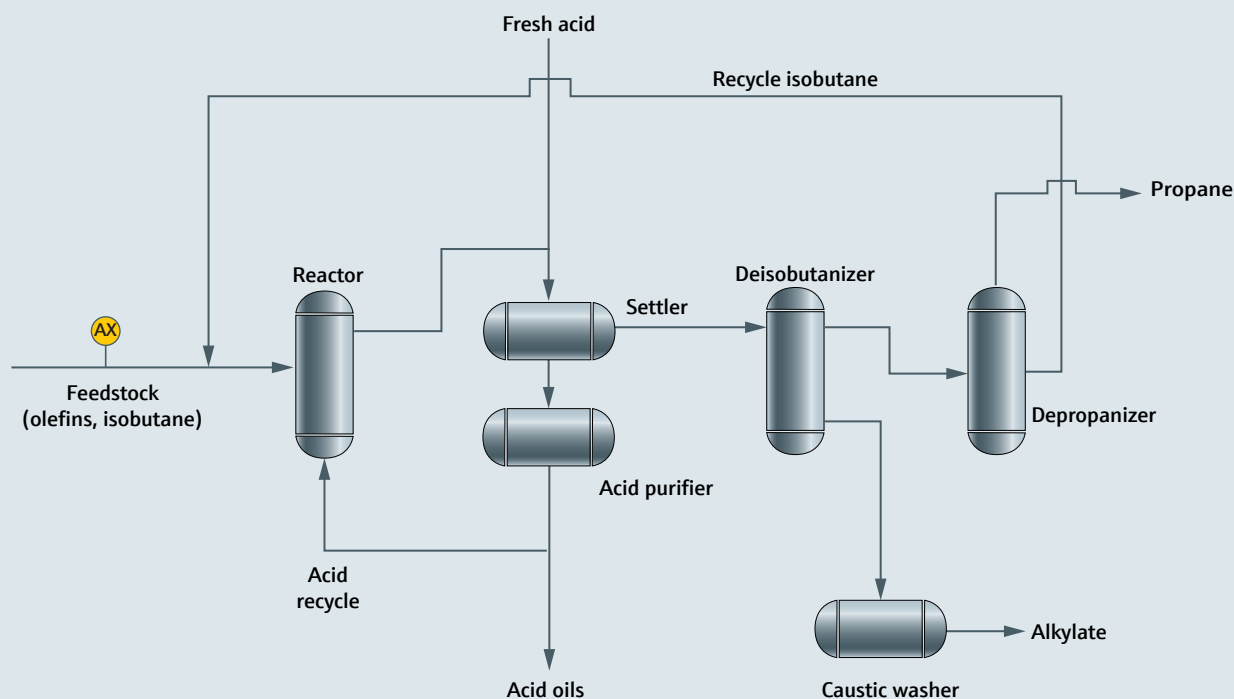 Fresh acid
Recycle isobutane
Propane
Reactor
Deisobutanizer
Settler
AX
Feedstock
(olefins, isobutane)
Depropanizer
Acid purifier
Acid
recycle
Alkylate
Acid oils
Caustic washer